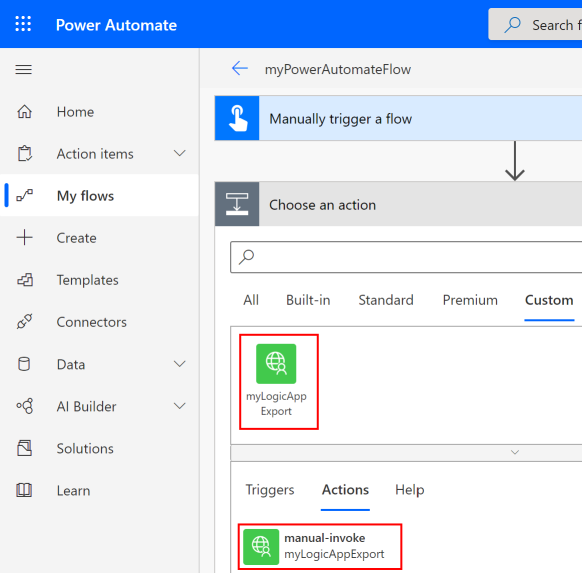 Power Automate
Search f
myPowerAutomateFlow
Home
Action items
My flows
Create
Templates
Connectors
Data
AI Builder
Solutions
Learn
Manually trigger a flow
Choose an action
All Built-in Standard Premium Custom
myLogicApp
Export
Triggers Actions Help
manual-invoke
myLogicAppExport